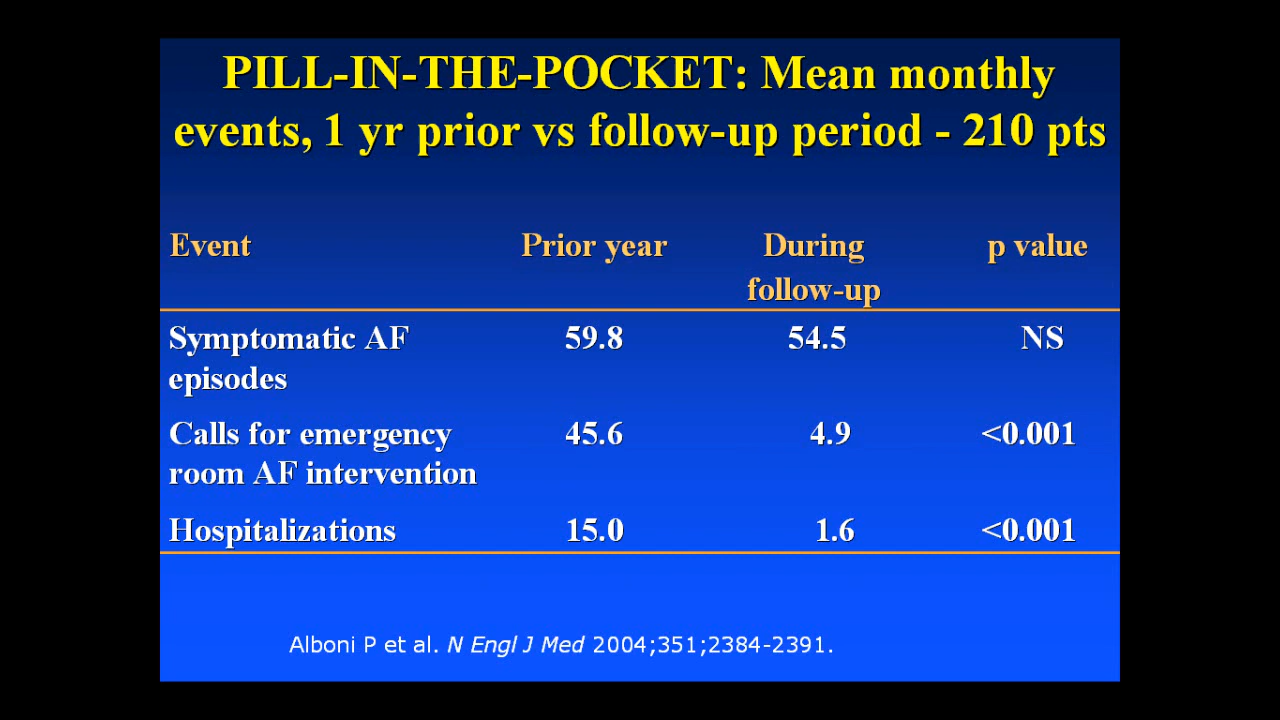 PILL-IN-THE-POCKET: Mean monthly
events, 1 yr prior vs follow-up period - 210 pts
Event Prior year During follow-up p value
Symptomatic AF episodes 59.8 54.5 NS
Calls for emergency room AF intervention 45.6 4.9 <0.001
Hospitalizations 15.0 1.6 <0.001
Alboni P et al. N Engl J Med 2004;351;2384-2391.